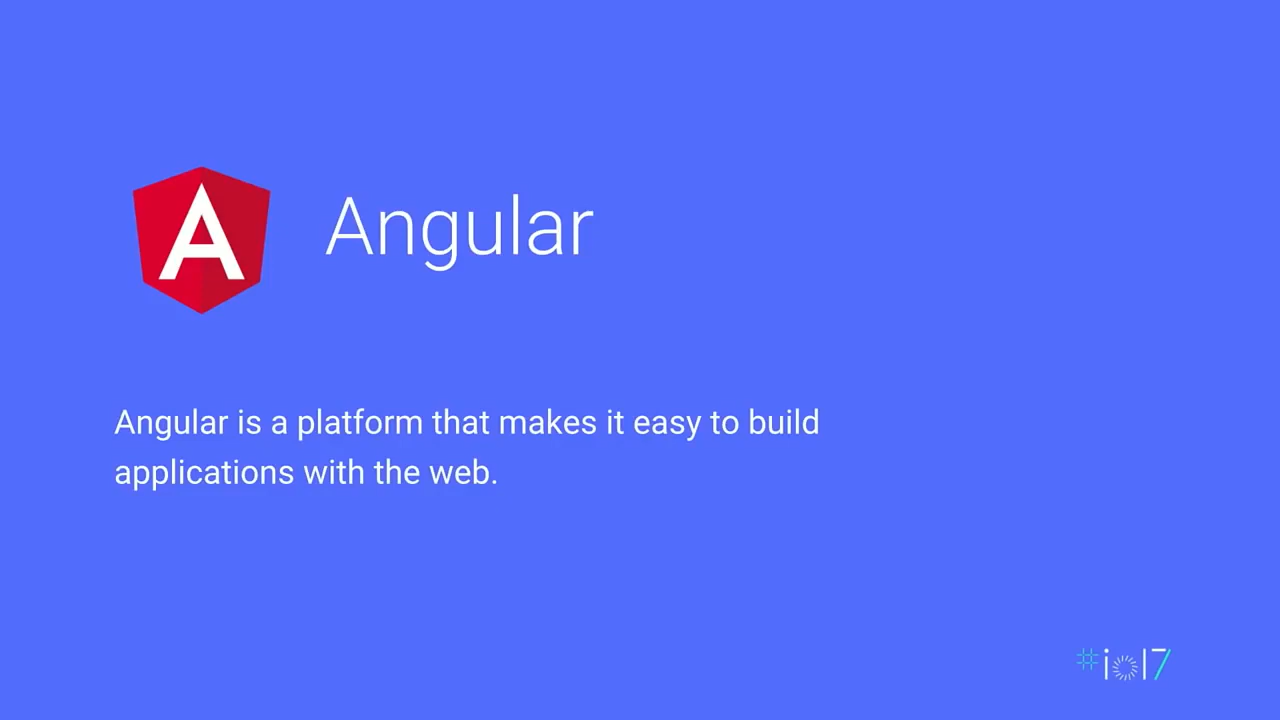 A
Angular
Angular is a platform that makes it easy to build
applications with the web.
#io17